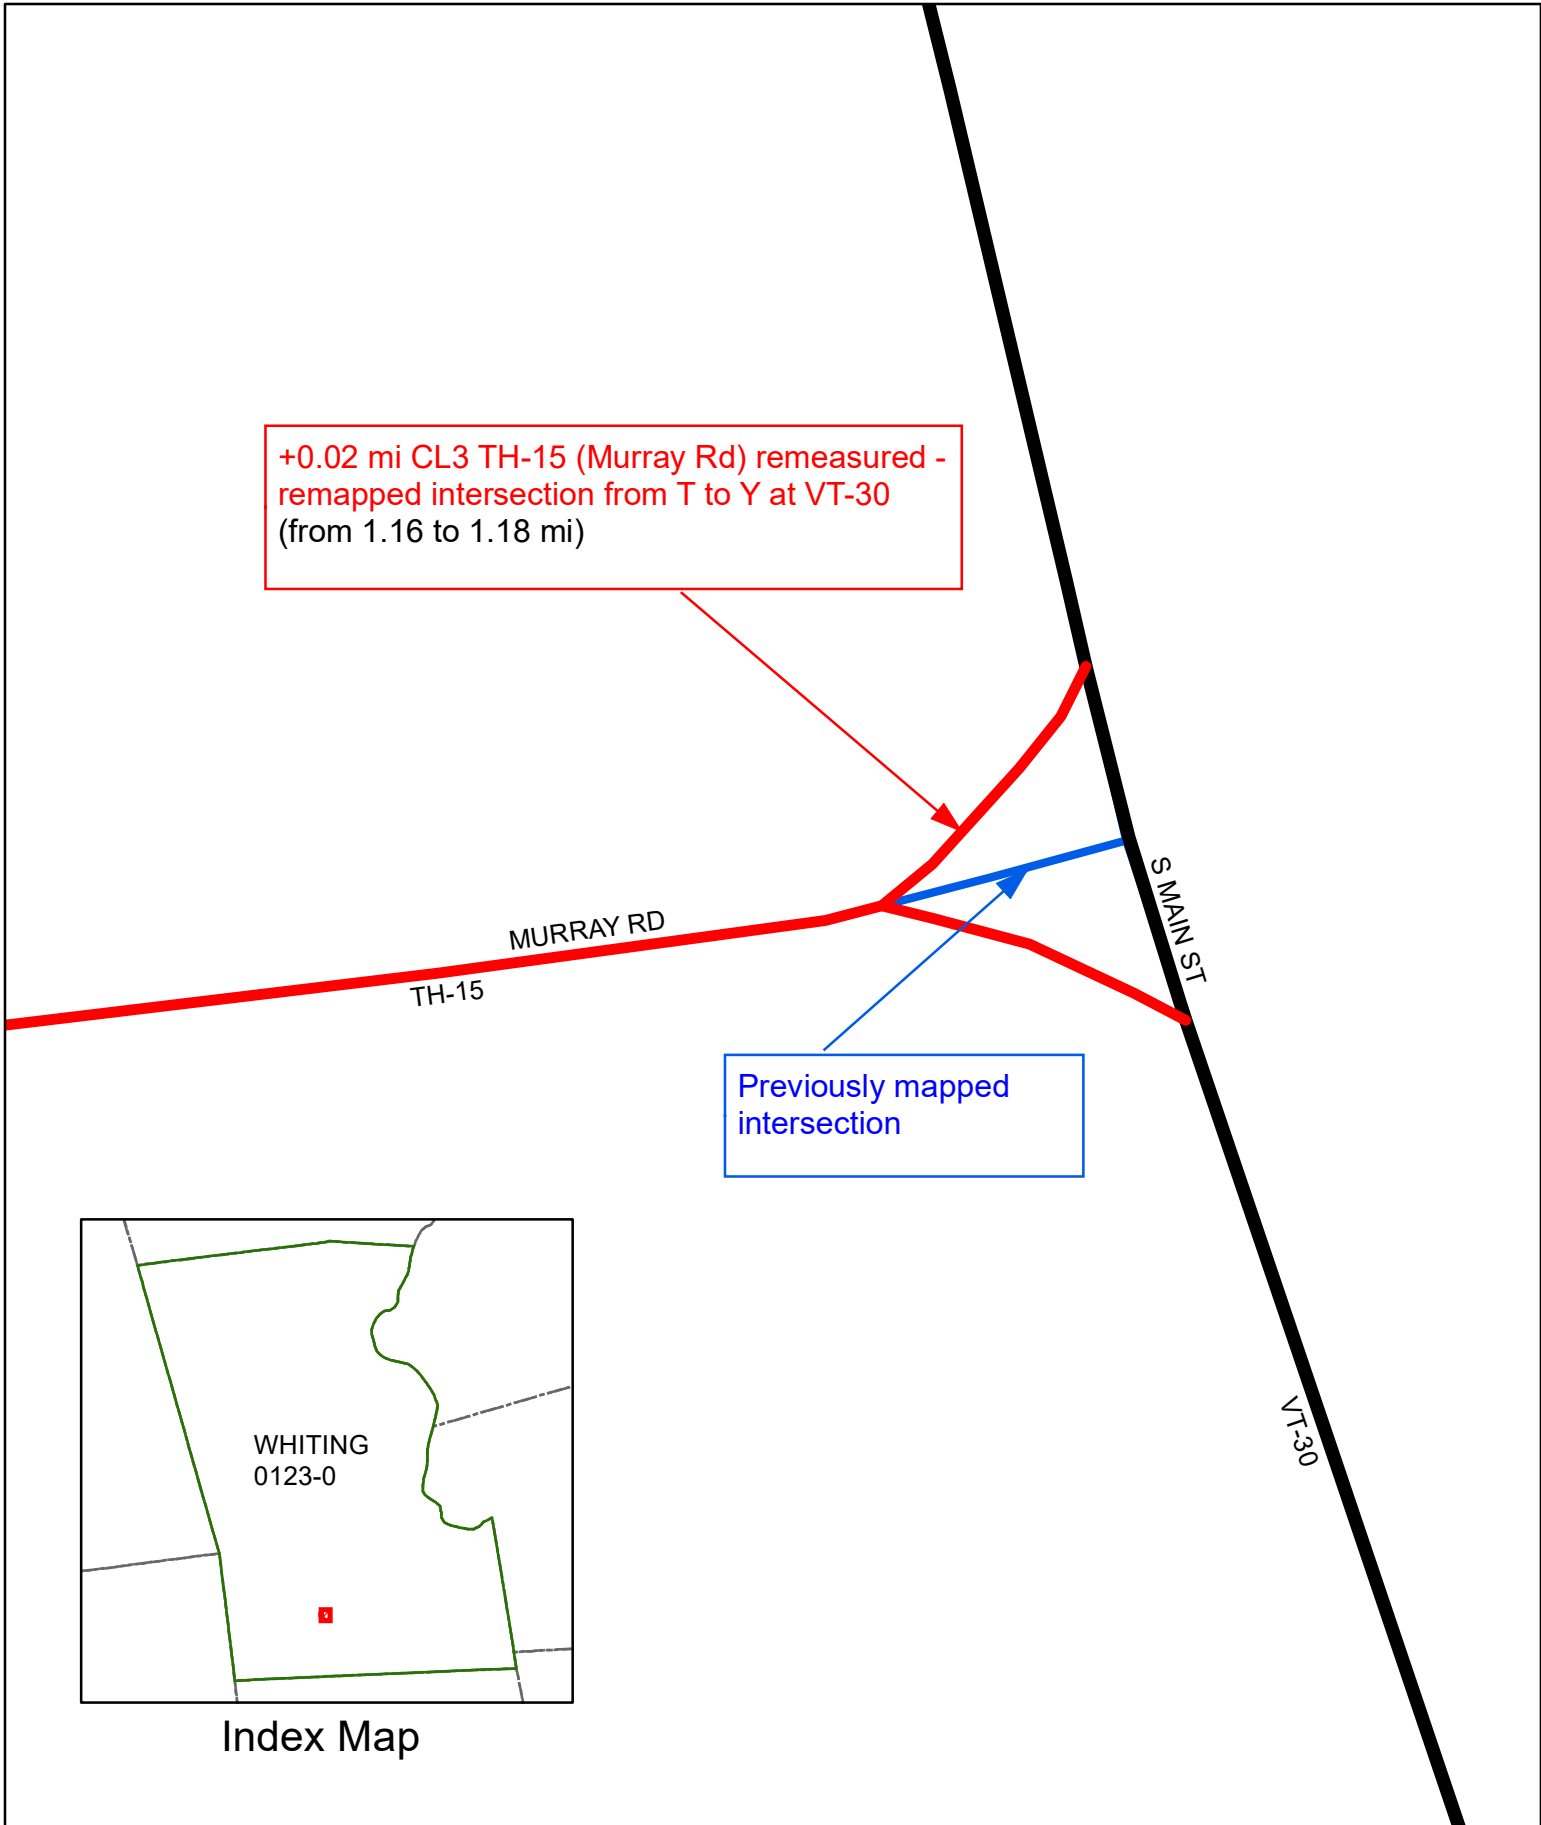 +0.02 mi CL3 TH-15 (Murray Rd) remeasured -
remapped intersection from T to Y at VT-30
(from 1.16 to 1.18 mi)
S MAIN ST
MURRAY RD
TH-15
Previously mapped
intersection
VT-30
WHITING
0123-0
Index Map